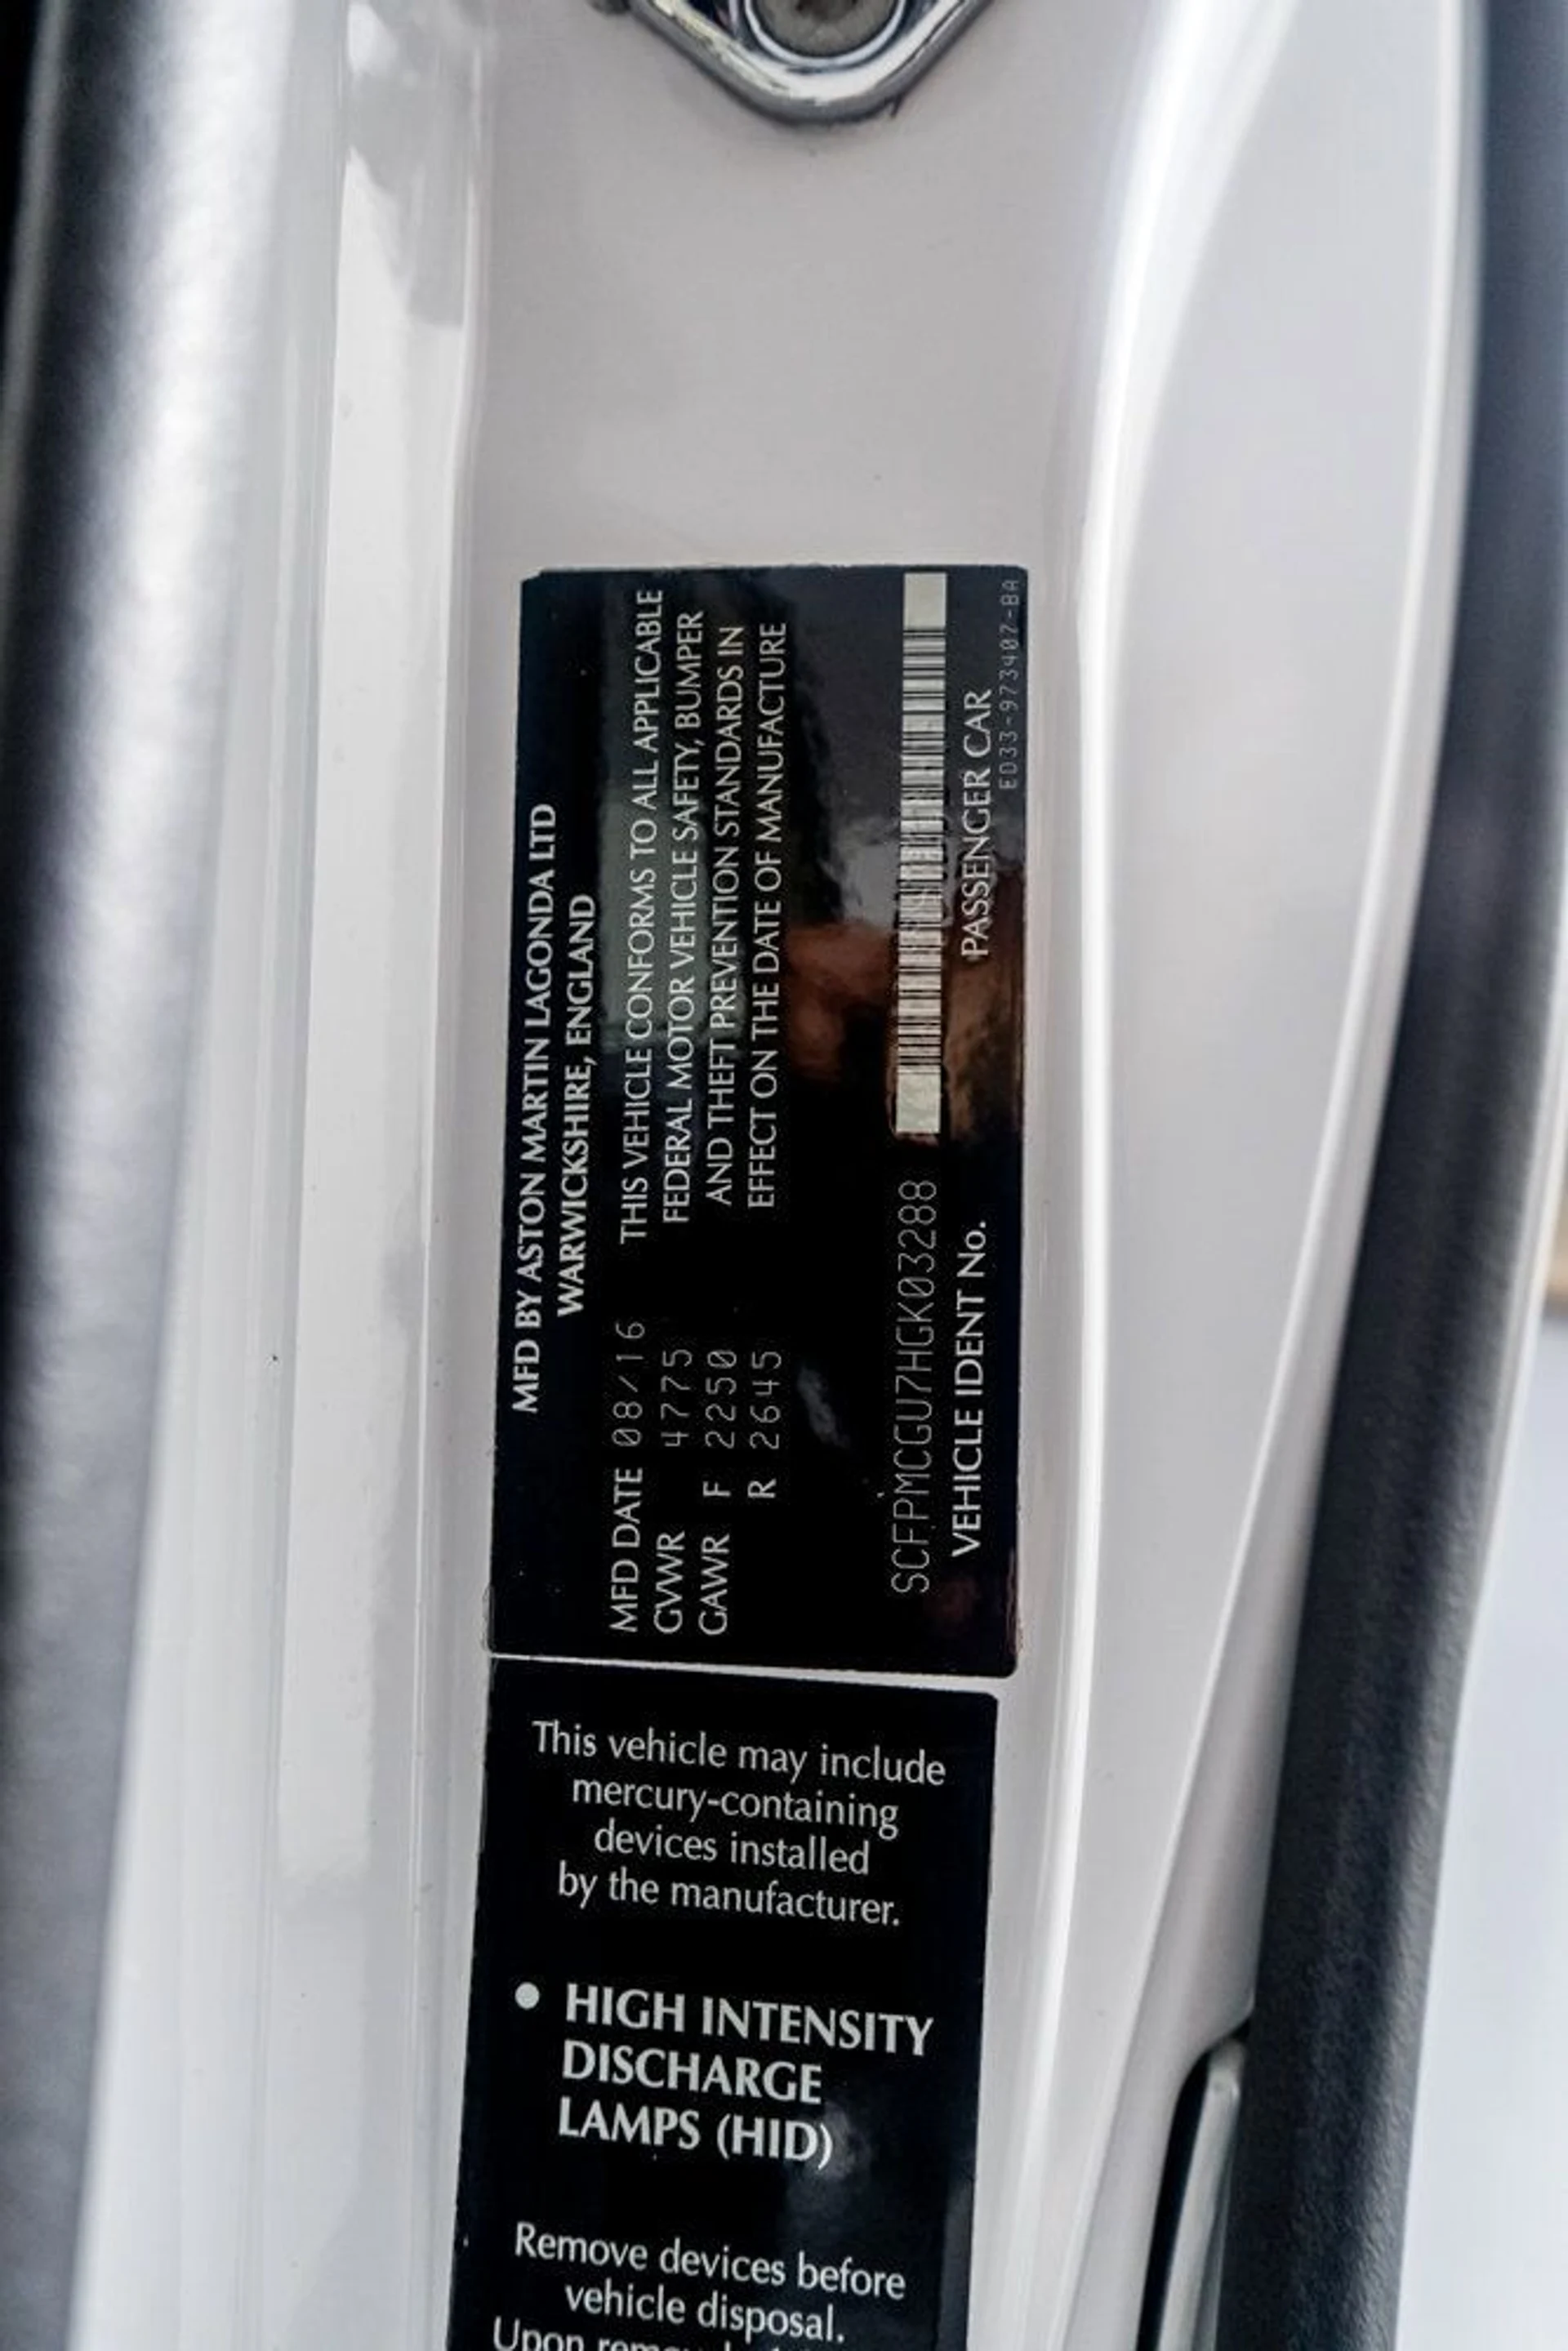 MFD BY ASTON MARTIN LAGONDA LTD
WARWICKSHIRE, ENGLAND
MFD DATE 08/16
GVWR 4775
GAWR F 2250
R 2645
THIS VEHICLE CONFORMS TO ALL APPLICABLE
FEDERAL MOTOR VEHICLE SAFETY, BUMPER
AND THEFT PREVENTION STANDARDS IN
EFFECT ON THE DATE OF MANUFACTURE
SCFPMCGU7HGK03288
VEHICLE IDENT No.
PASSENGER CAR
ED33-973407-BA
This vehicle may include
mercury-containing
devices installed
by the manufacturer.
• HIGH INTENSITY
DISCHARGE
LAMPS (HID)
Remove devices before
vehicle disposal.
Upon